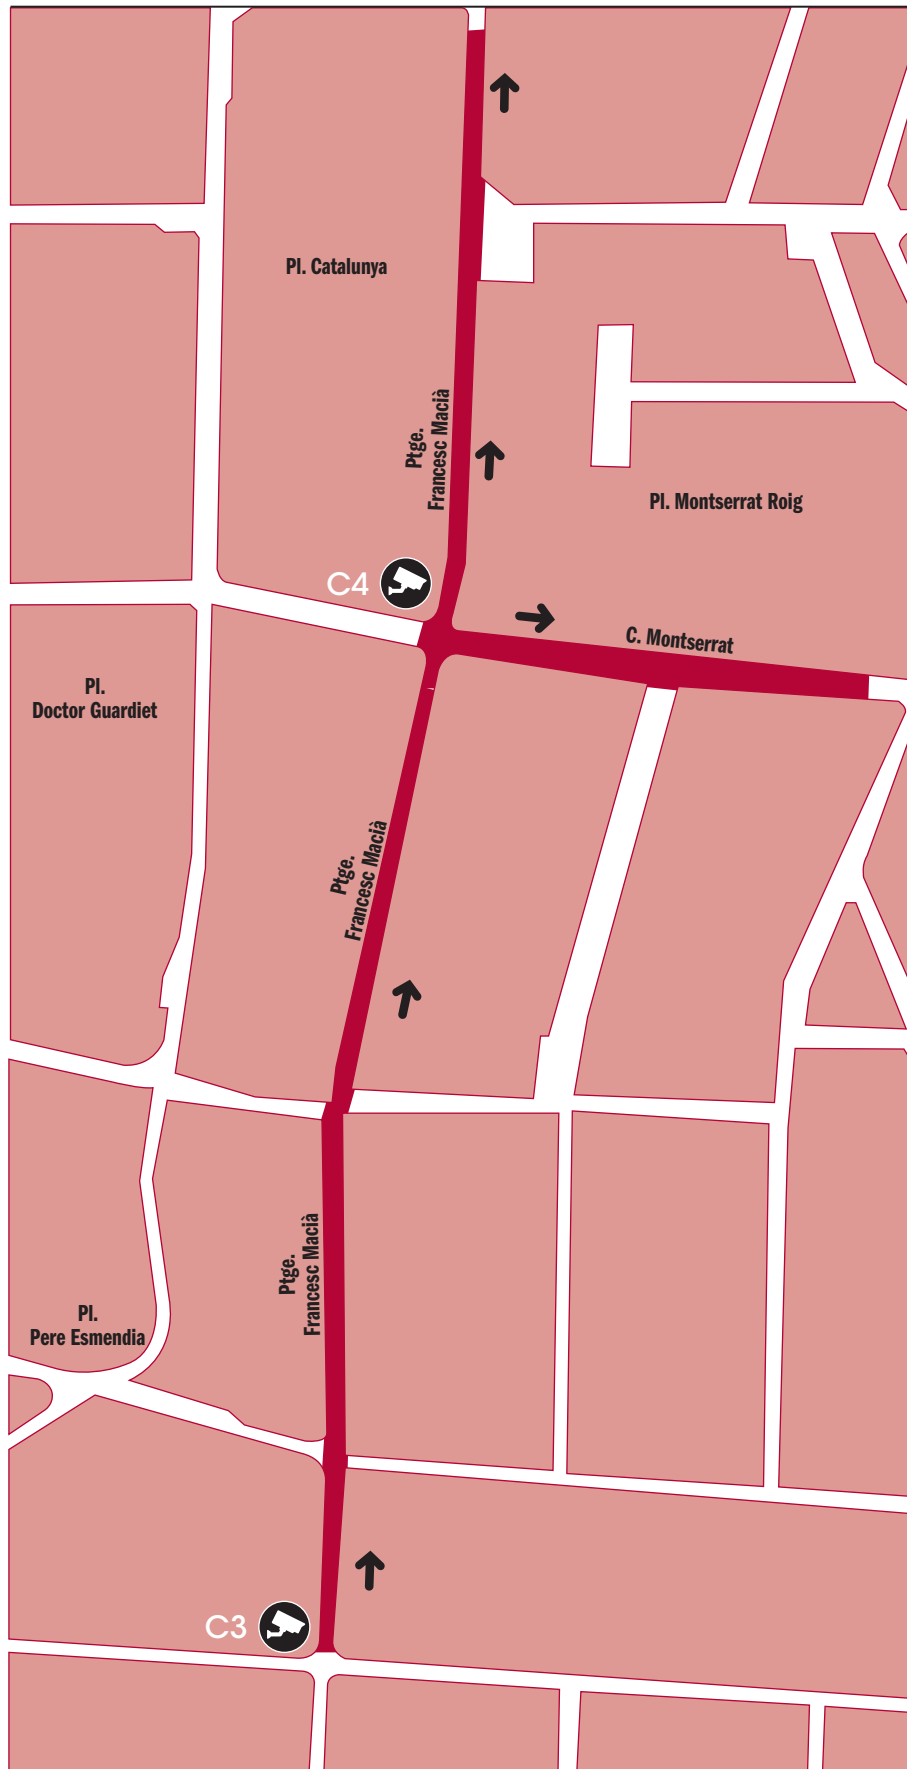 Pl. Catalunya
Ptge.
Francesc Macià
Pl. Montserrat Roig
C4
C. Montserrat
Pl.
Doctor Guardiet
Ptge.
Francesc Macià
Ptge.
Francesc Macià
Pl.
Pere Esmendia
C3